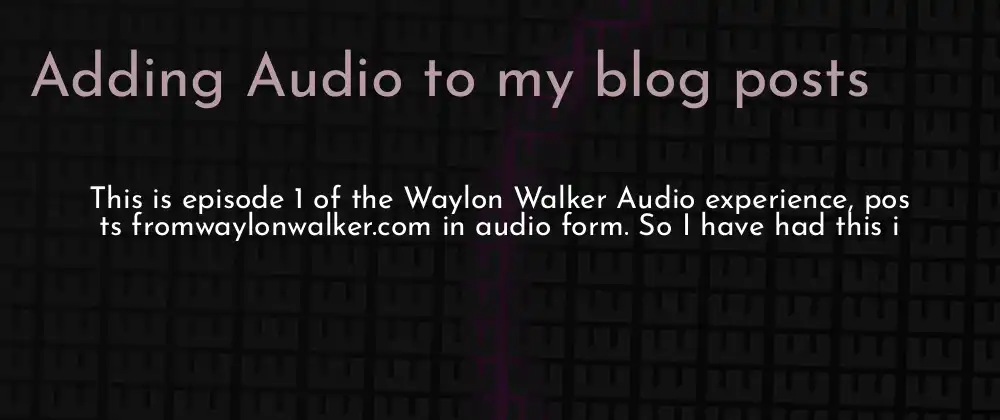 Adding Audio to my blog posts
This is episode 1 of the Waylon Walker Audio experience, pos
ts fromwaylonwalker.com in audio form. So I have had this i